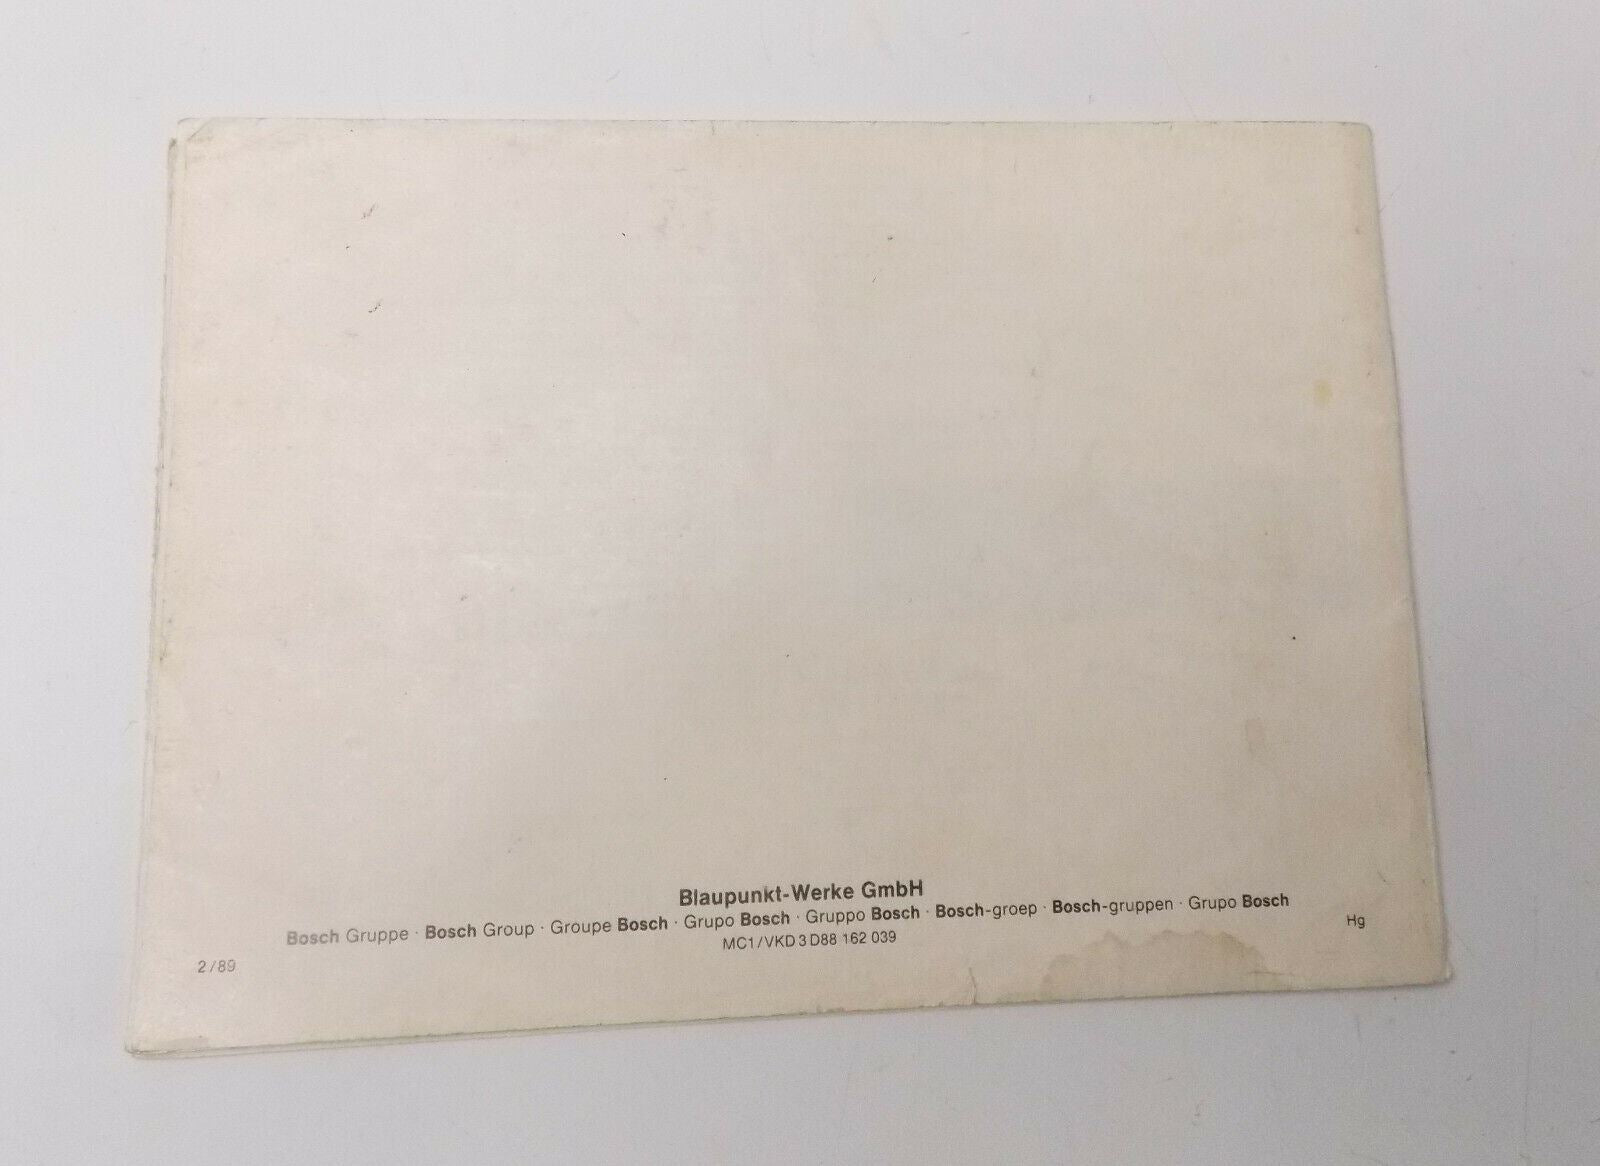 Blaupunkt-Werke GmbH
Bosch Gruppe · Bosch Group · Groupe Bosch · Grupo Bosch · Gruppo Bosch · Bosch-groep · Bosch-gruppen · Grupo Bosch
MC1/VKD 3 D88 162 039
Hg
2/89